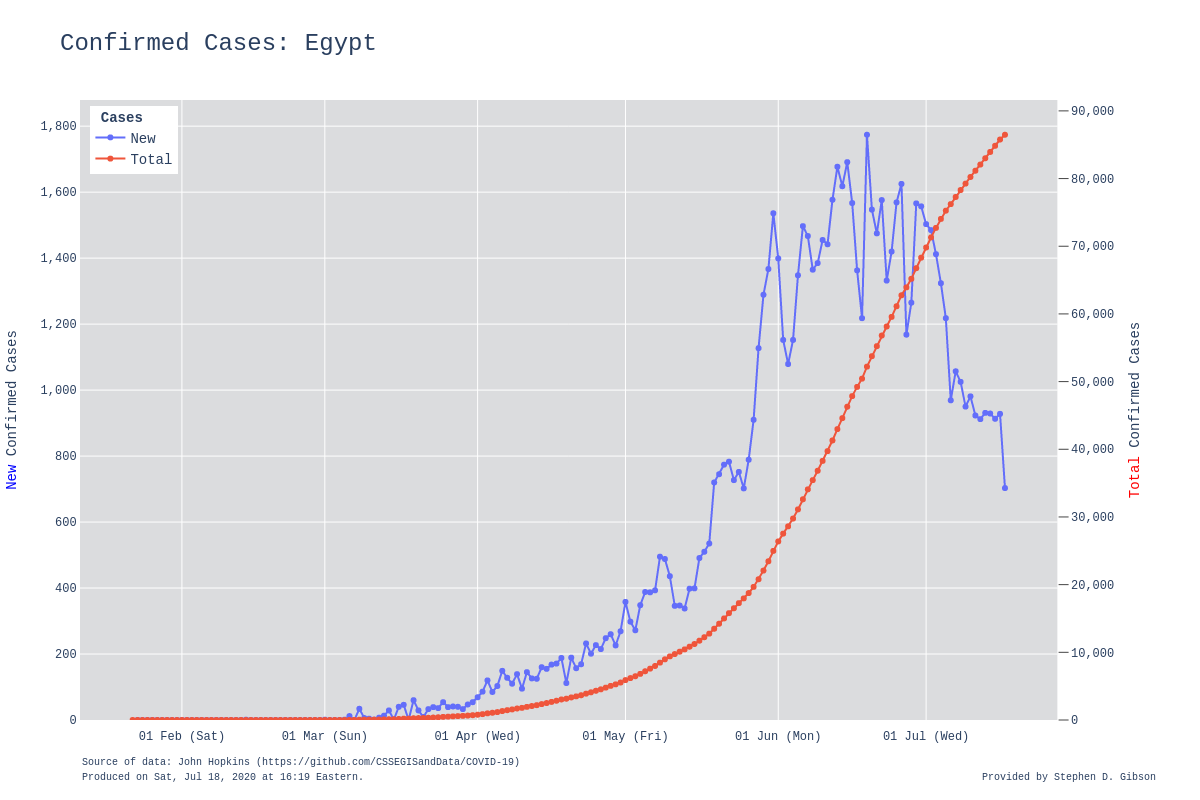 Confirmed Cases: Egypt
Cases
New
Total
1,800
1,600
1,400
1,200
1,000
800
600
400
200
0
New Confirmed Cases
90,000
80,000
70,000
60,000
50,000
40,000
30,000
20,000
10,000
0
Total Confirmed Cases
01 Feb (Sat) 01 Mar (Sun) 01 Apr (Wed) 01 May (Fri) 01 Jun (Mon) 01 Jul (Wed)
Source of data: John Hopkins (https://github.com/CSSEGISandData/COVID-19)
Produced on Sat, Jul 18, 2020 at 16:19 Eastern.
Provided by Stephen D. Gibson